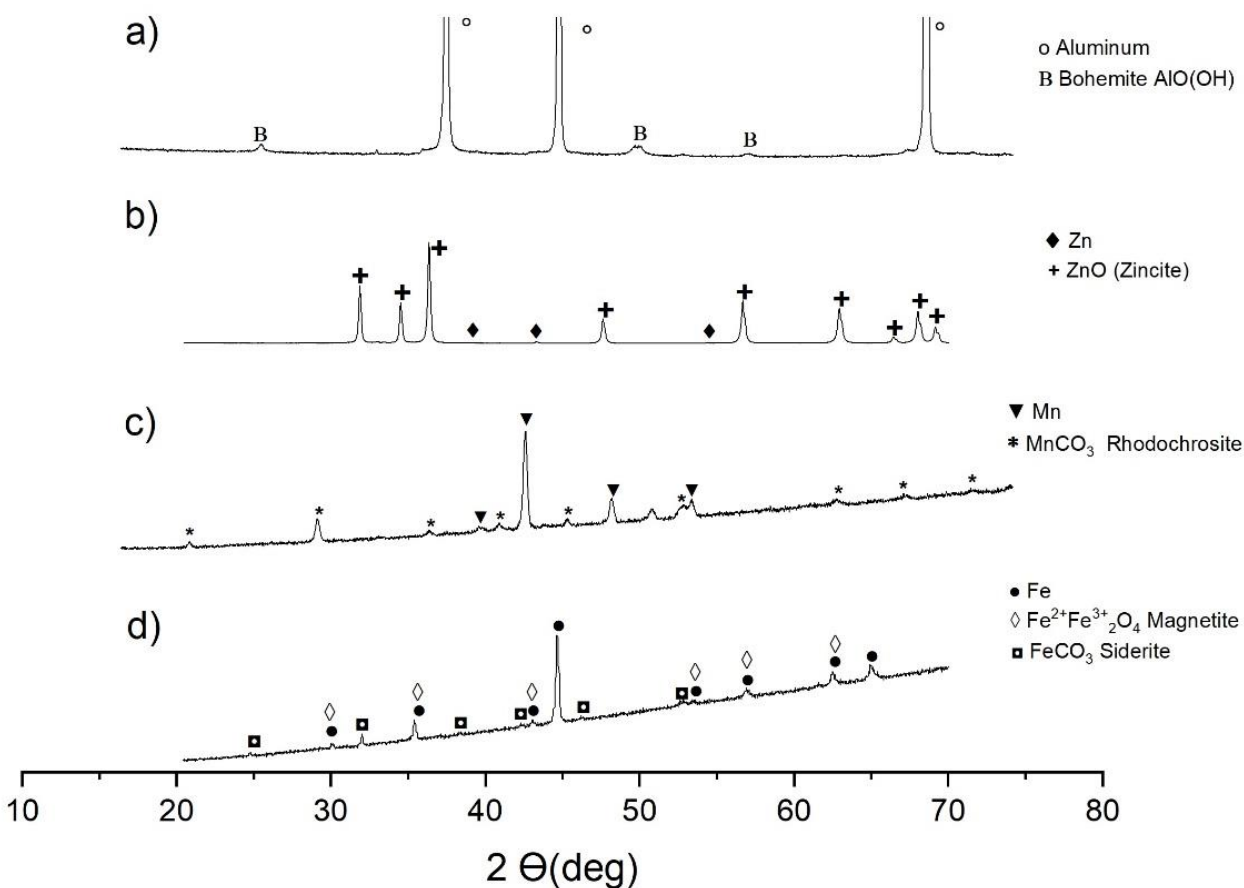 a)
o Aluminum
B Bohemite AlO(OH)
B
B
B
b)
Zn
+ ZnO (Zincite)
c)
Mn
* MnCO₃ Rhodochrosite
d)
Fe
Fe²⁺Fe³⁺₂O₄ Magnetite
FeCO₃ Siderite
10 20 30 40 50 60 70 80
2 Ɵ(deg)